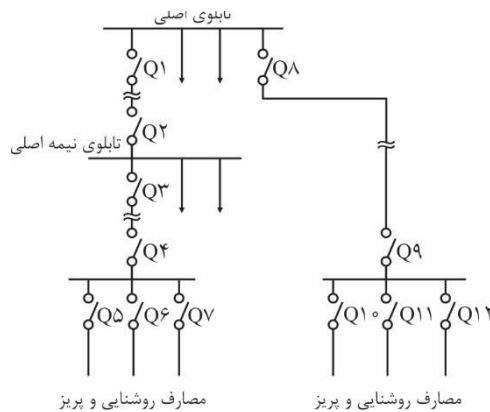 تابلوی اصلی
Q۱
Q۸
Q۲
تابلوی نیمه اصلی
Q۳
Q۴
Q۹
Q۵ Q۶ Q۷
Q۱۰ Q۱۱ Q۱۲
مصارف روشنایی و پریز
مصارف روشنایی و پریز